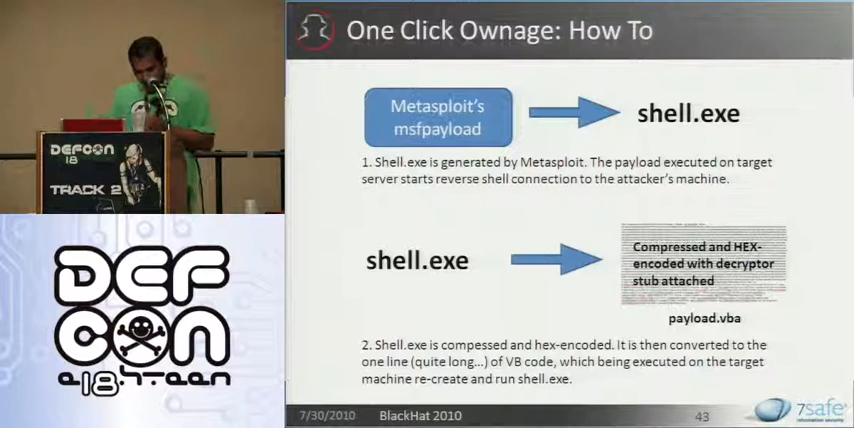 DEFCON
18
TRACK 2
DEF
CON
One Click Ownage: How To
Metasploit's
msfpayload
shell.exe
1. Shell.exe is generated by Metasploit. The payload executed on target
server starts reverse shell connection to the attacker's machine.
shell.exe
Compressed and HEX-
encoded with decryptor
stub attached
payload.vba
2. Shell.exe is compessed and hex-encoded. It is then converted to the
one line (quite long...) of VB code, which being executed on the target
machine re-create and run shell.exe.
7/30/2010
BlackHat 2010
43
7safe
information security